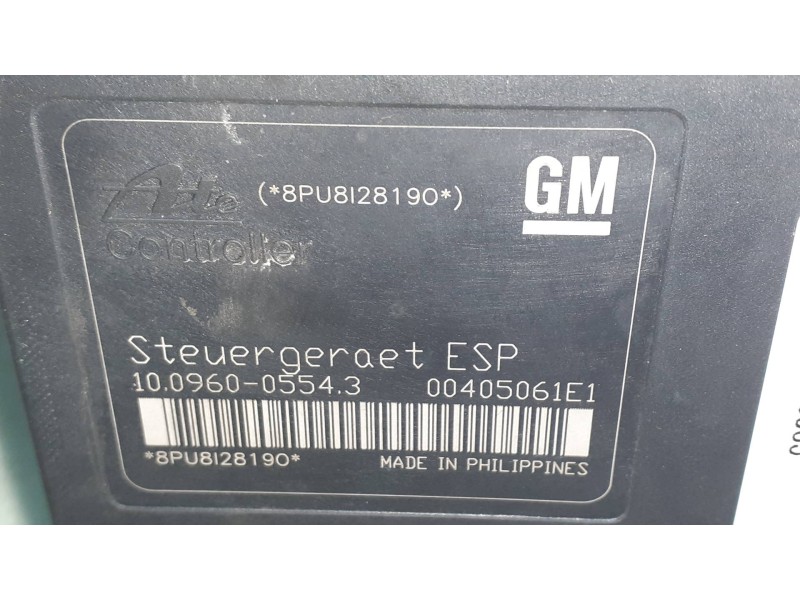 Ate (*8PU8I28190*) GM
Controller
Steuergeraet ESP
10.0960-0554.3 00405061E1
*8PU8I28190* MADE IN PHILIPPINES